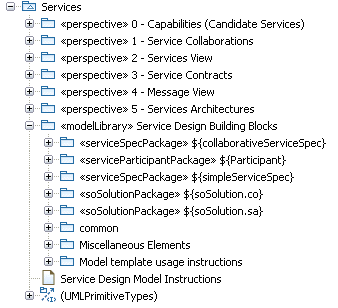 Services
«perspective» 0 - Capabilities (Candidate Services)
«perspective» 1 - Service Collaborations
«perspective» 2 - Services View
«perspective» 3 - Service Contracts
«perspective» 4 - Message View
«perspective» 5 - Services Architectures
«modelLibrary» Service Design Building Blocks
«serviceSpecPackage» ${collaborativeServiceSpec}
«serviceParticipantPackage» ${Participant}
«serviceSpecPackage» ${simpleServiceSpec}
«soSolutionPackage» ${soSolution.co}
«soSolutionPackage» ${soSolution.sa}
common
Miscellaneous Elements
Model template usage instructions
Service Design Model Instructions
(UMLPrimitiveTypes)